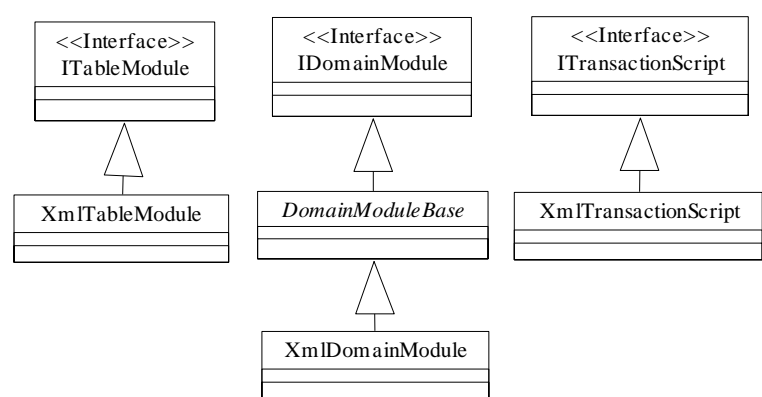 <<Interface>>
ITableModule
<<Interface>>
IDomainModule
<<Interface>>
ITransactionScript
XmlTableModule
DomainModuleBase
XmlTransactionScript
XmlDomainModule